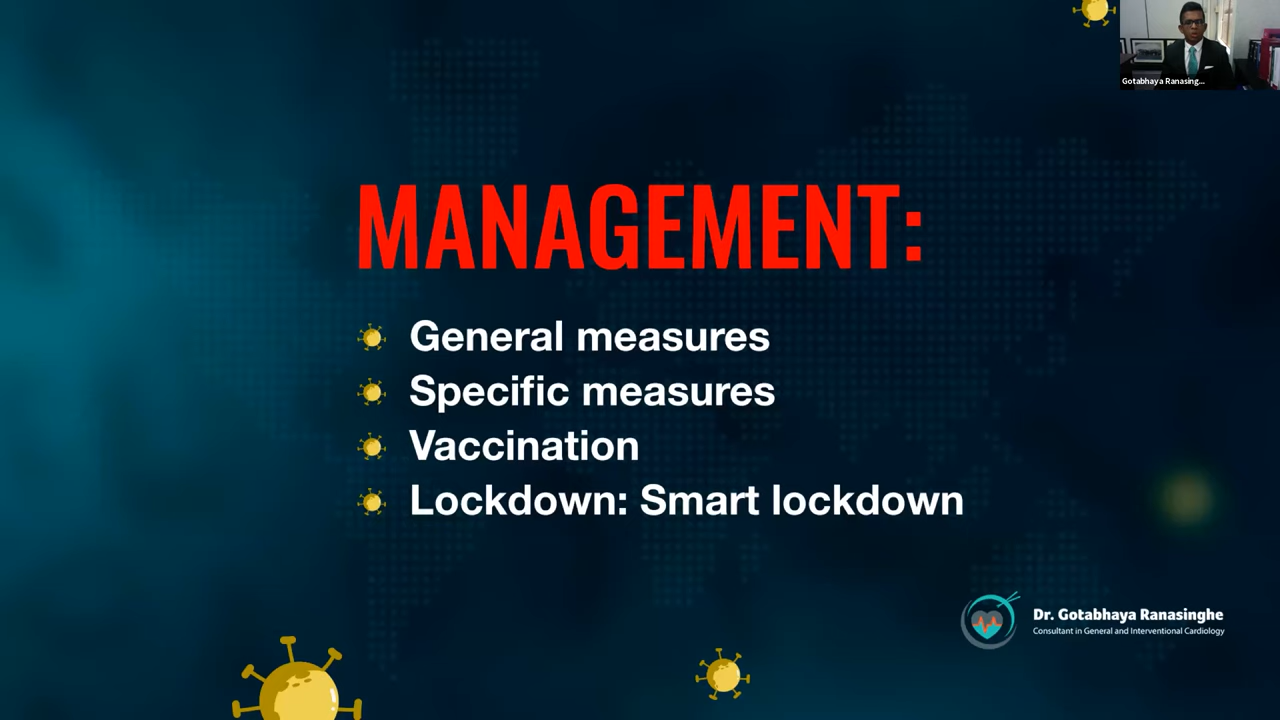 Gotabhaya Ranasing...
MANAGEMENT:
General measures
Specific measures
Vaccination
Lockdown: Smart lockdown
Dr. Gotabhaya Ranasinghe
Consultant in General and Interventional Cardiology